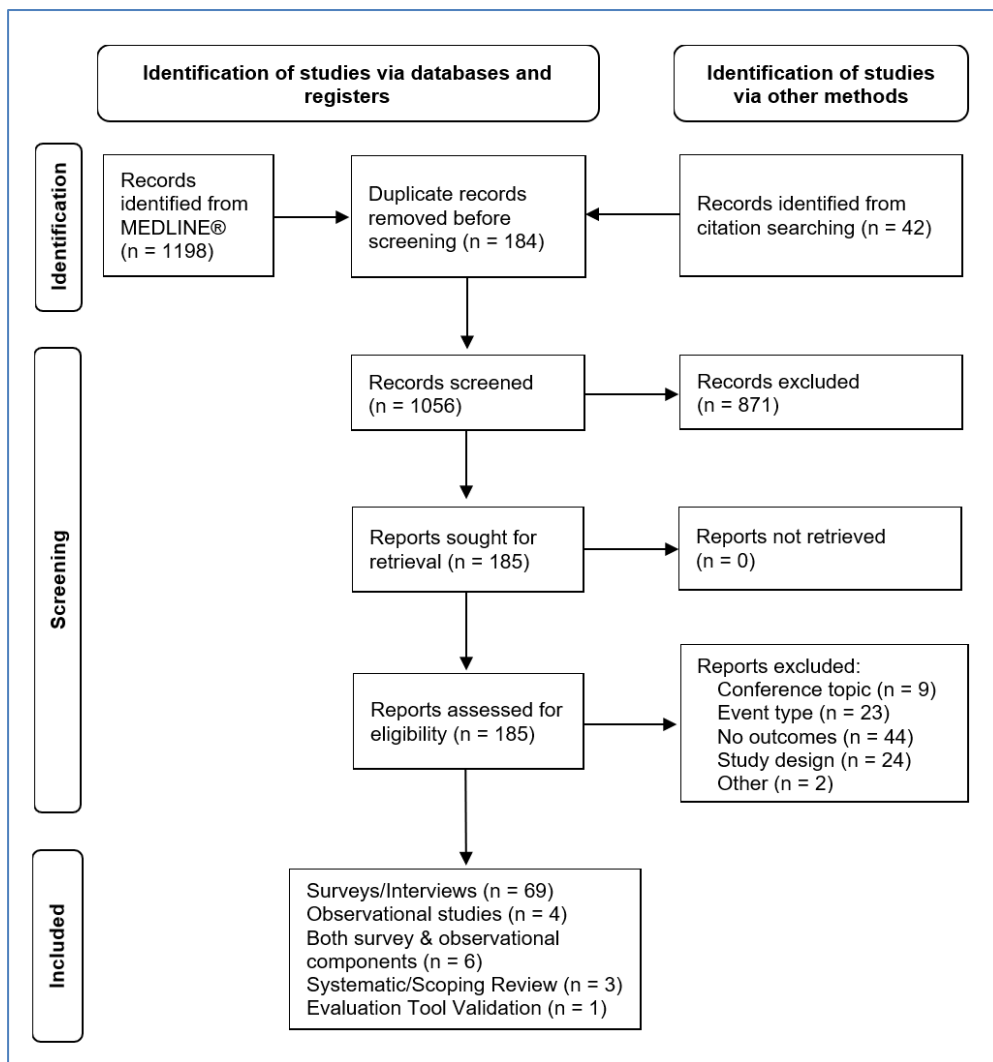 Identification of studies via databases and
registers
Identification of studies
via other methods
Identification
Records
identified from
MEDLINE®
(n = 1198)
Duplicate records
removed before
screening (n = 184)
Records identified from
citation searching (n = 42)
Screening
Records screened
(n = 1056)
Records excluded
(n = 871)
Reports sought for
retrieval (n = 185)
Reports not retrieved
(n = 0)
Reports assessed for
eligibility (n = 185)
Reports excluded:
Conference topic (n = 9)
Event type (n = 23)
No outcomes (n = 44)
Study design (n = 24)
Other (n = 2)
Included
Surveys/Interviews (n = 69)
Observational studies (n = 4)
Both survey & observational
components (n = 6)
Systematic/Scoping Review (n = 3)
Evaluation Tool Validation (n = 1)